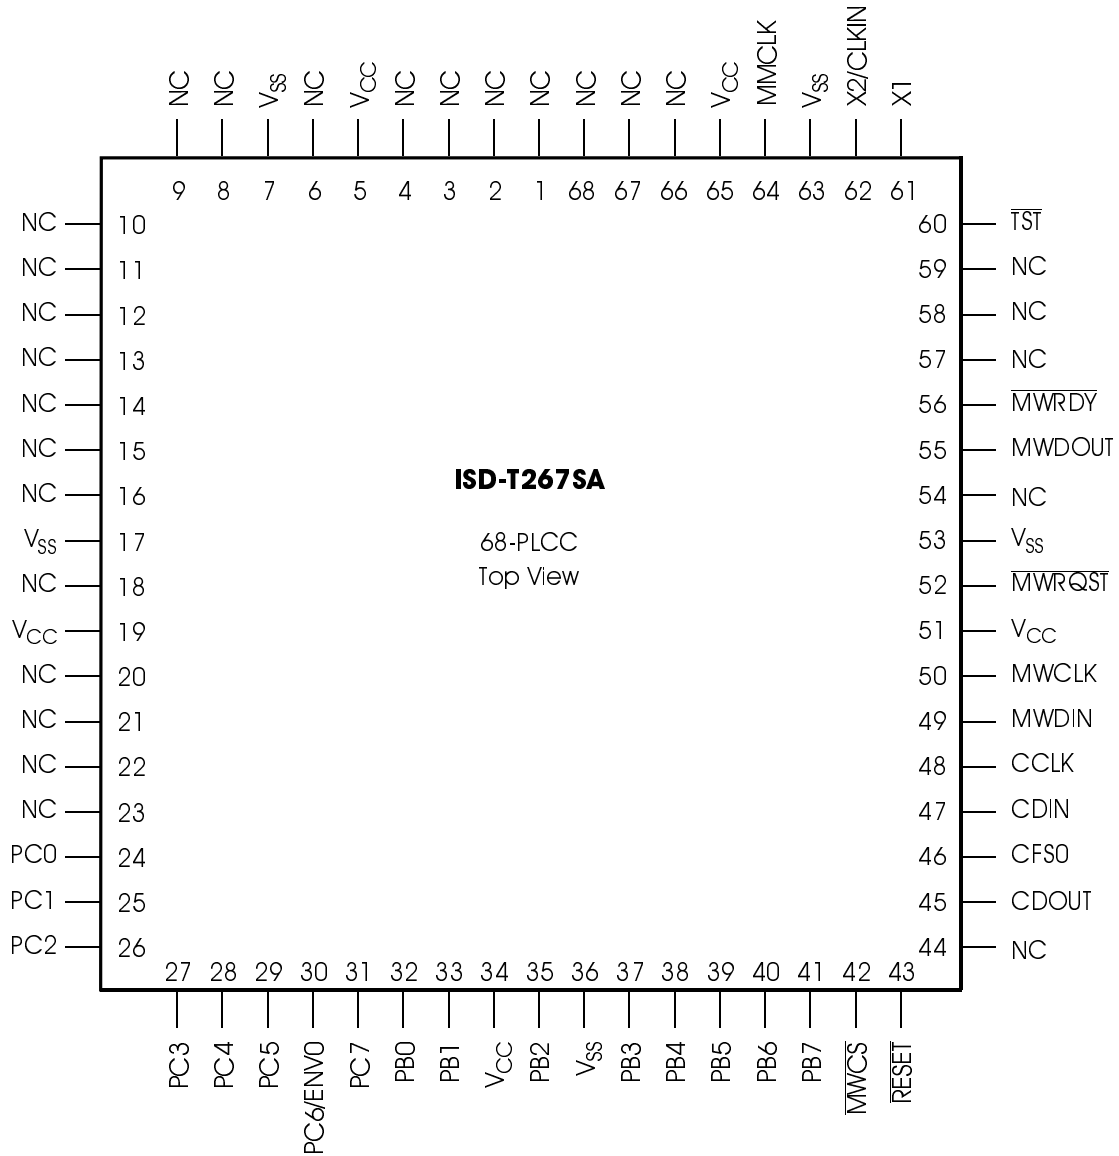 NC NC VSS NC VCC NC NC NC NC NC NC NC VCC MMCLK VSS X2/CLKIN X1
9 8 7 6 5 4 3 2 1 68 67 66 65 64 63 62 61
NC 10 60 TST
NC 11 59 NC
NC 12 58 NC
NC 13 57 NC
NC 14 56 MWRDY
NC 15 55 MWDOUT
ISD-T267SA
NC 16 54 NC
VSS 17 53 VSS
68-PLCC
Top View
NC 18 52 MWRQST
VCC 19 51 VCC
NC 20 50 MWCLK
NC 21 49 MWDIN
NC 22 48 CCLK
NC 23 47 CDIN
PC0 24 46 CFS0
PC1 25 45 CDOUT
PC2 26 44 NC
27 28 29 30 31 32 33 34 35 36 37 38 39 40 41 42 43
PC3 PC4 PC5 PC6/ENV0 PC7 PB0 PB1 VCC PB2 VSS PB3 PB4 PB5 PB6 PB7 MWCS RESET